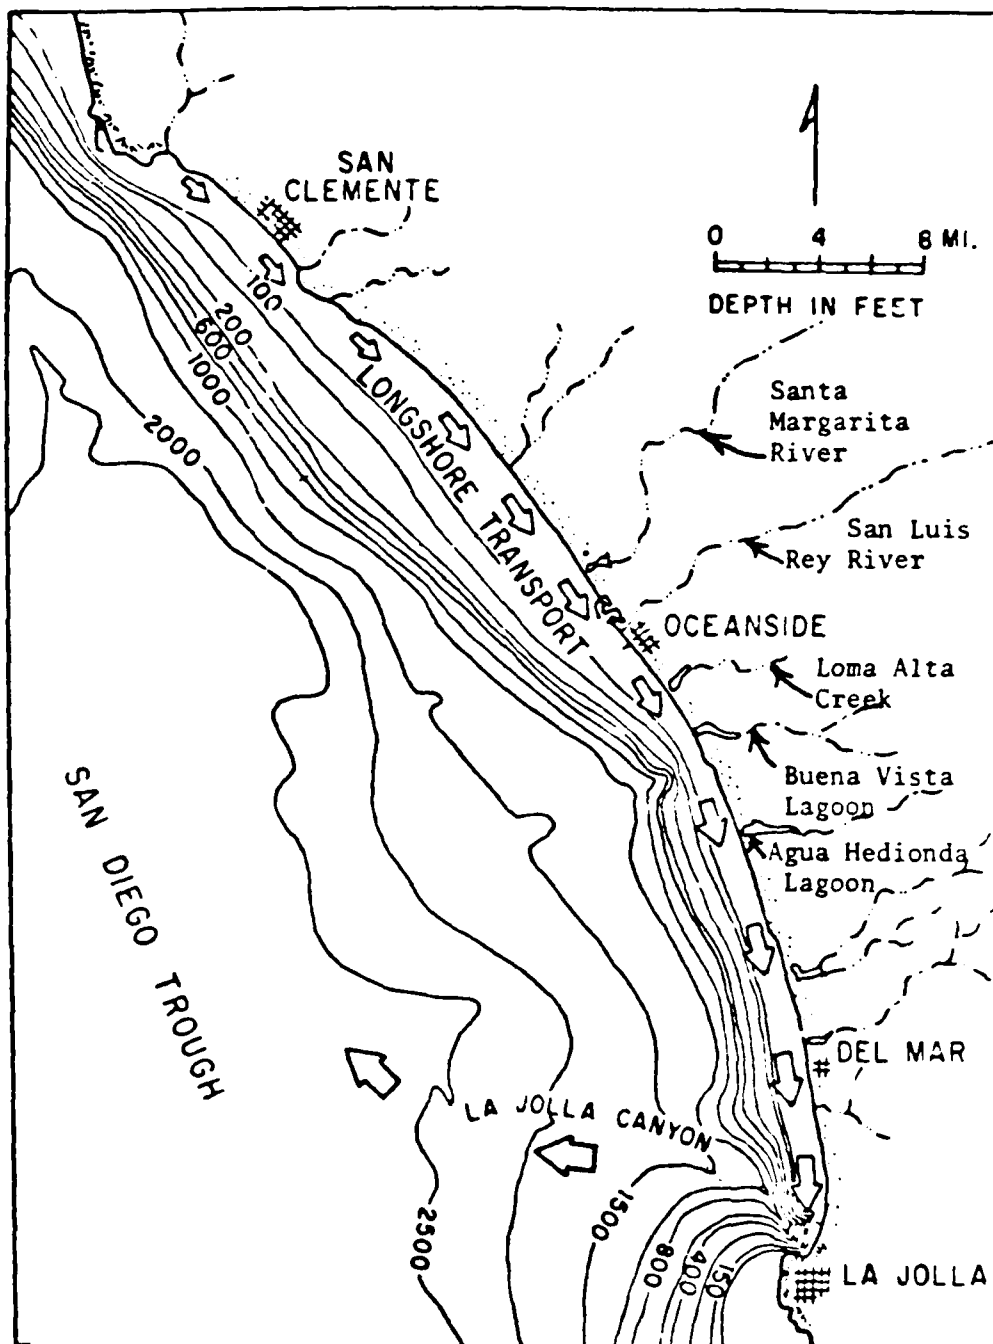 SAN
CLEMENTE
0 4 8 MI.
DEPTH IN FEET
100
200
600
1000
2000
LONGSHORE TRANSPORT
Santa
Margarita
River
San Luis
Rey River
OCEANSIDE
Loma Alta
Creek
Buena Vista
Lagoon
Agua Hedionda
Lagoon
SAN DIEGO TROUGH
DEL MAR
LA JOLLA CANYON
2500
1500
800
400
150
LA JOLLA